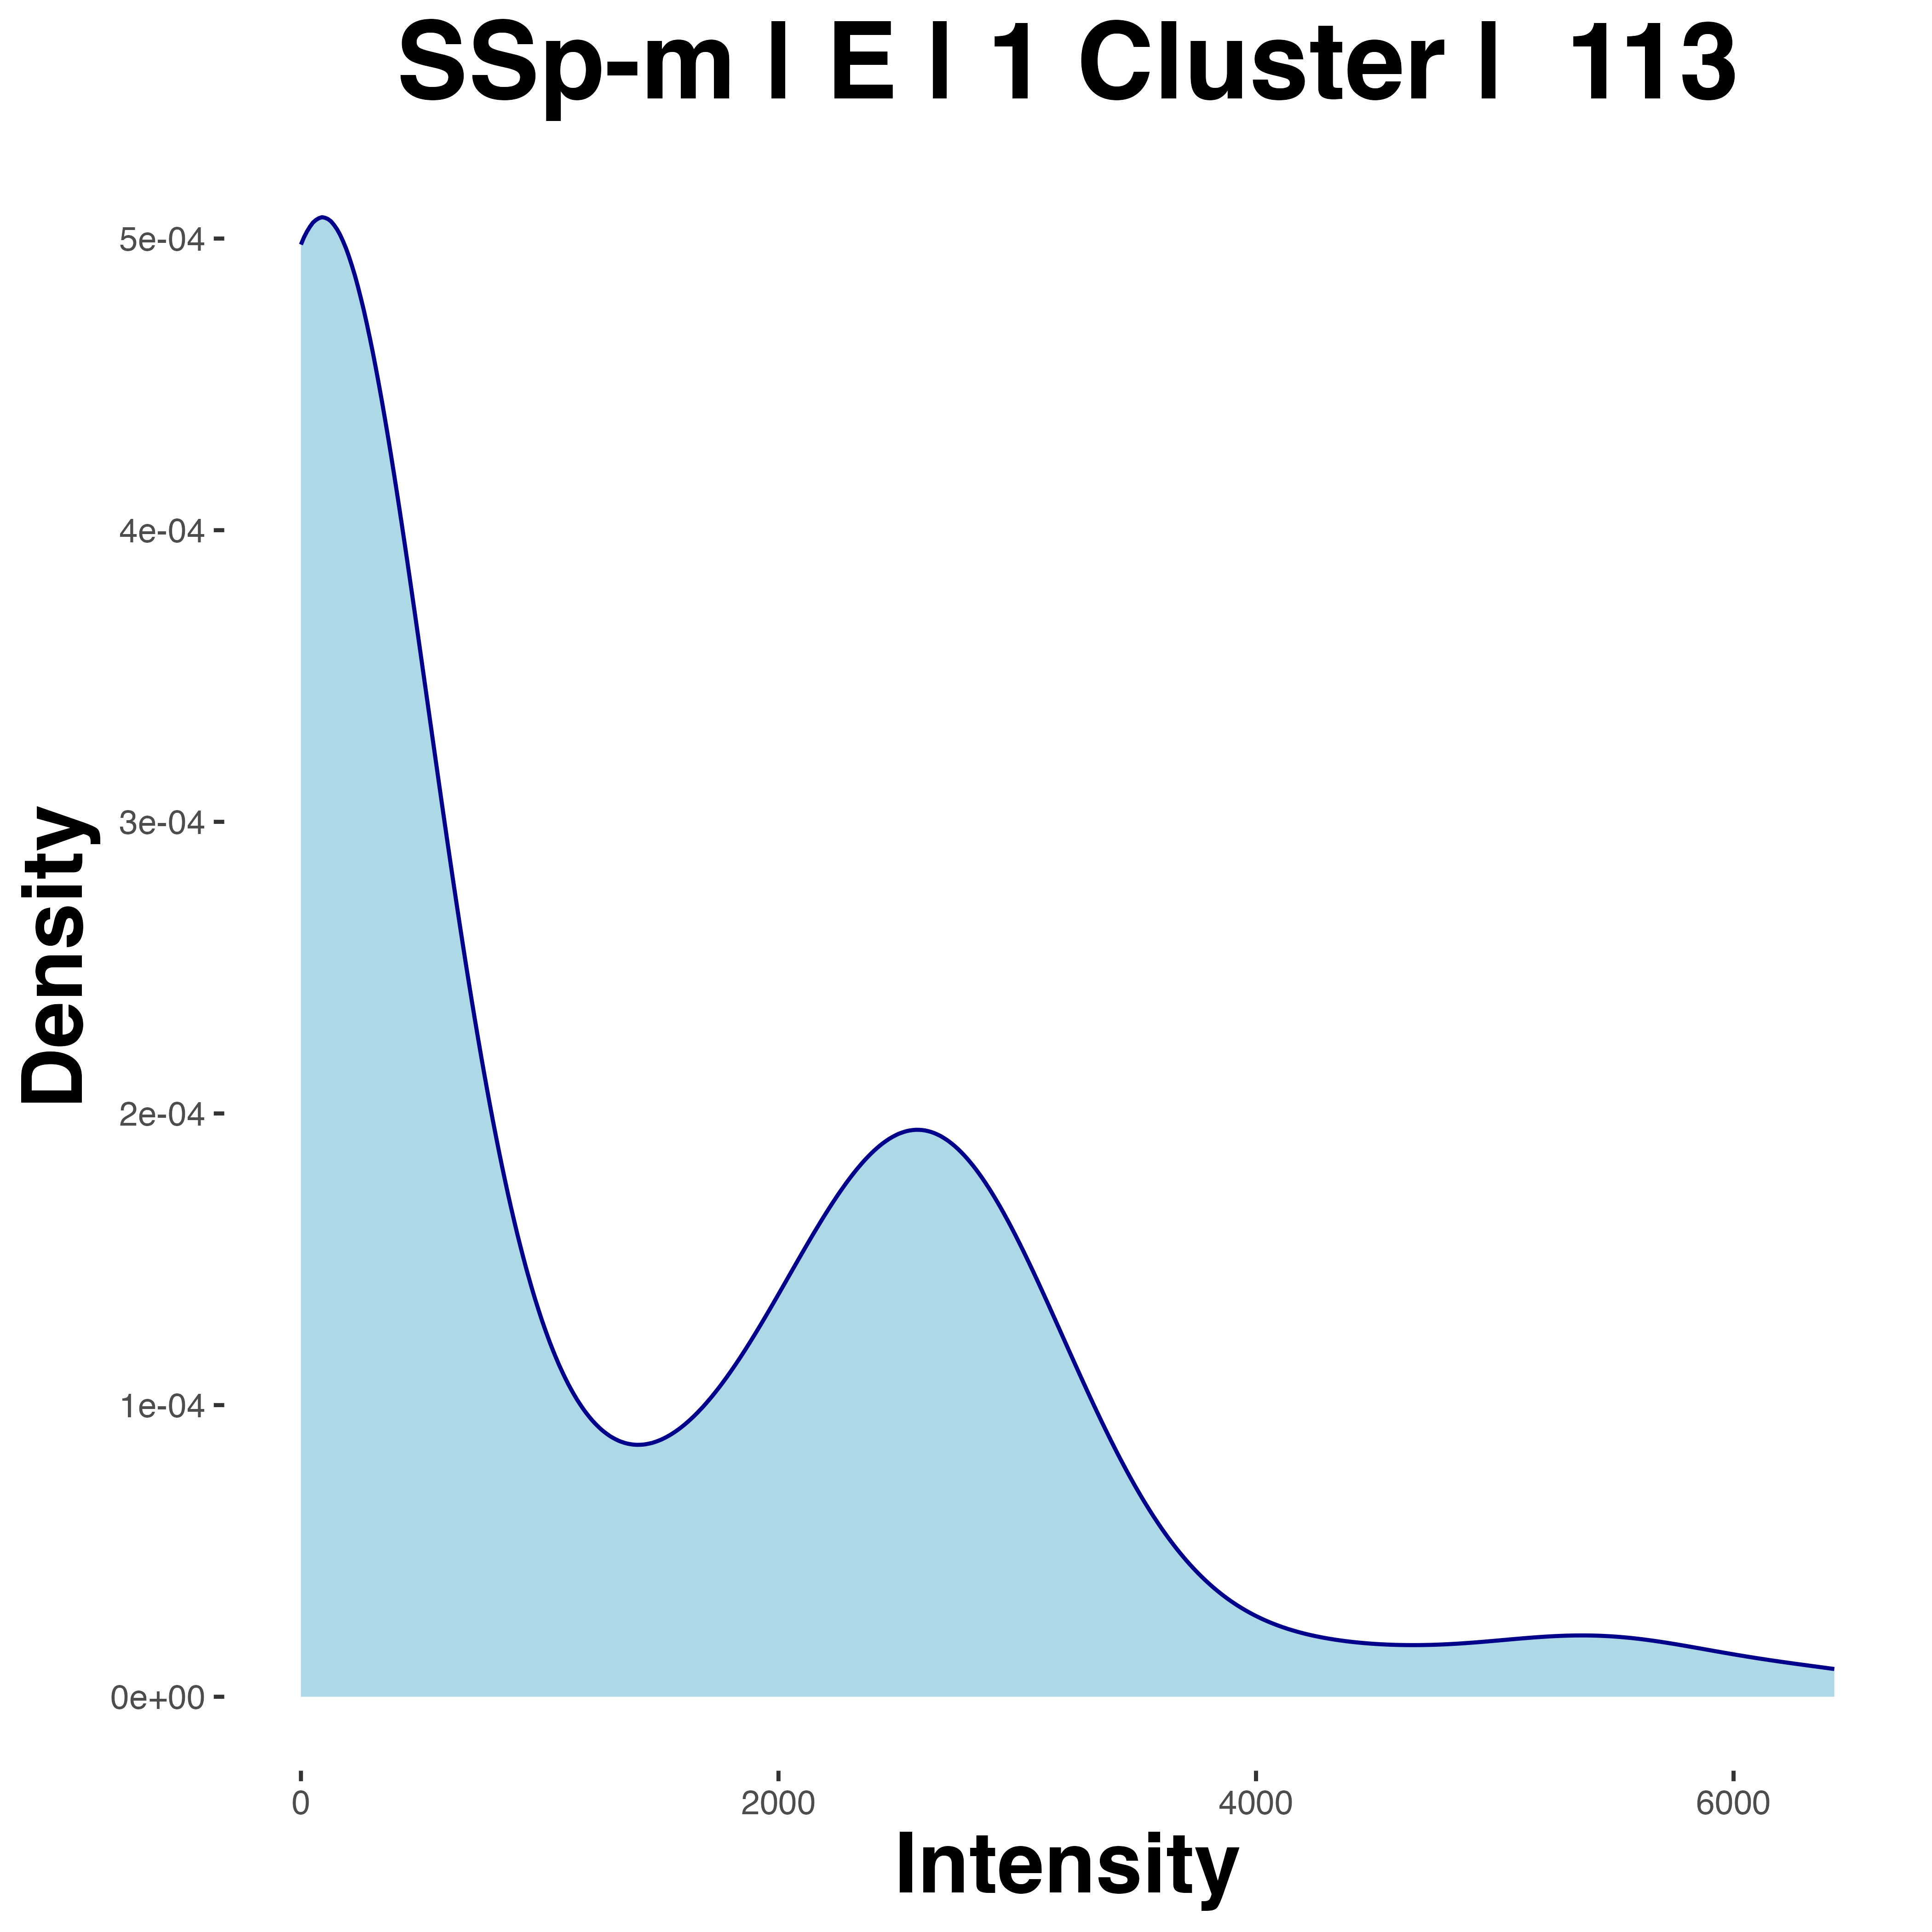 SSp-m | E | 1 Cluster | 113
5e-04
4e-04
3e-04
2e-04
1e-04
0e+00
Density
0 2000 4000 6000
Intensity